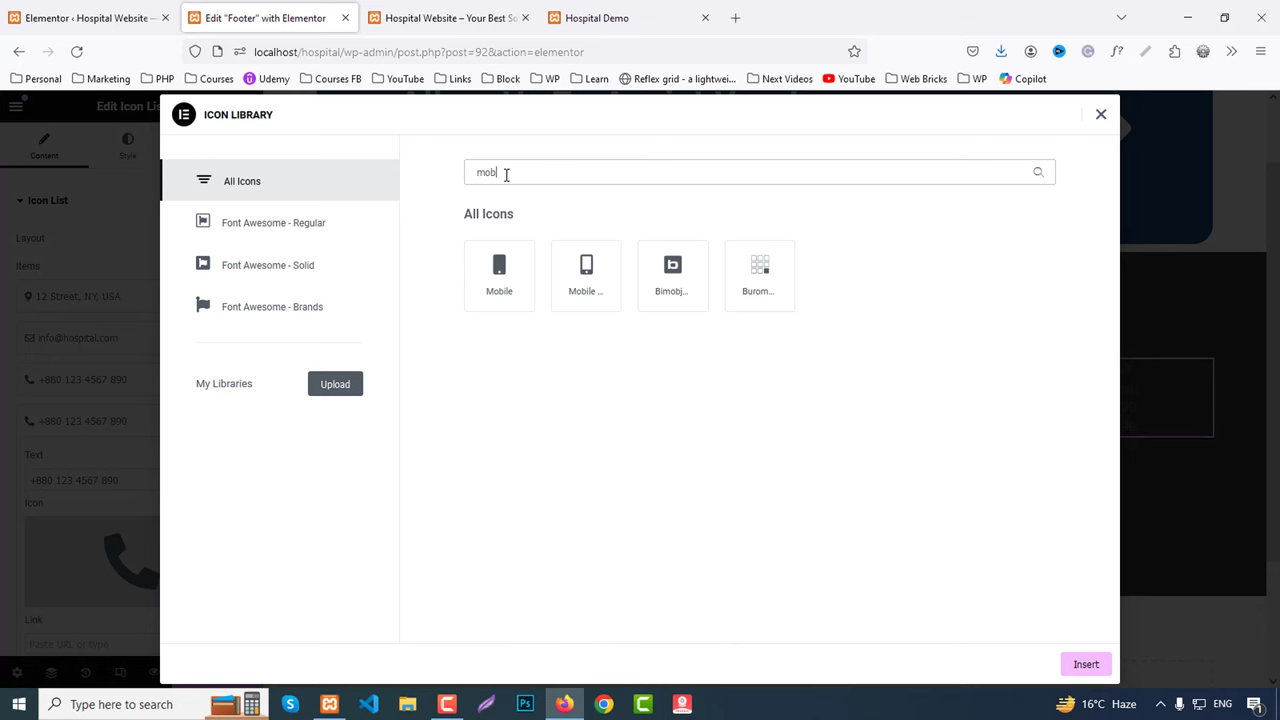 Elementor ‹ Hospital Website —
Edit "Footer" with Elementor
Hospital Website – Your Best So
Hospital Demo
localhost/hospital/wp-admin/post.php?post=92&action=elementor
Personal
Marketing
PHP
Courses
Udemy
Courses FB
YouTube
Links
Block
WP
Learn
Reflex grid - a lightwei...
Next Videos
YouTube
Web Bricks
WP
Copilot
Edit Icon Lis
Content
Style
Icon List
Layout
Items
12 Street, NY, USA
info@hospital.com
+880 123 4567 890
+880 123 4567 890
Text
+880 123 4567 890
Icon
Link
Paste URL or type
ICON LIBRARY
All Icons
Font Awesome - Regular
Font Awesome - Solid
Font Awesome - Brands
My Libraries
Upload
mob
All Icons
Mobile
Mobile ...
Bimobj...
Burom...
Insert
Type here to search
Ps
16°C Haze
ENG